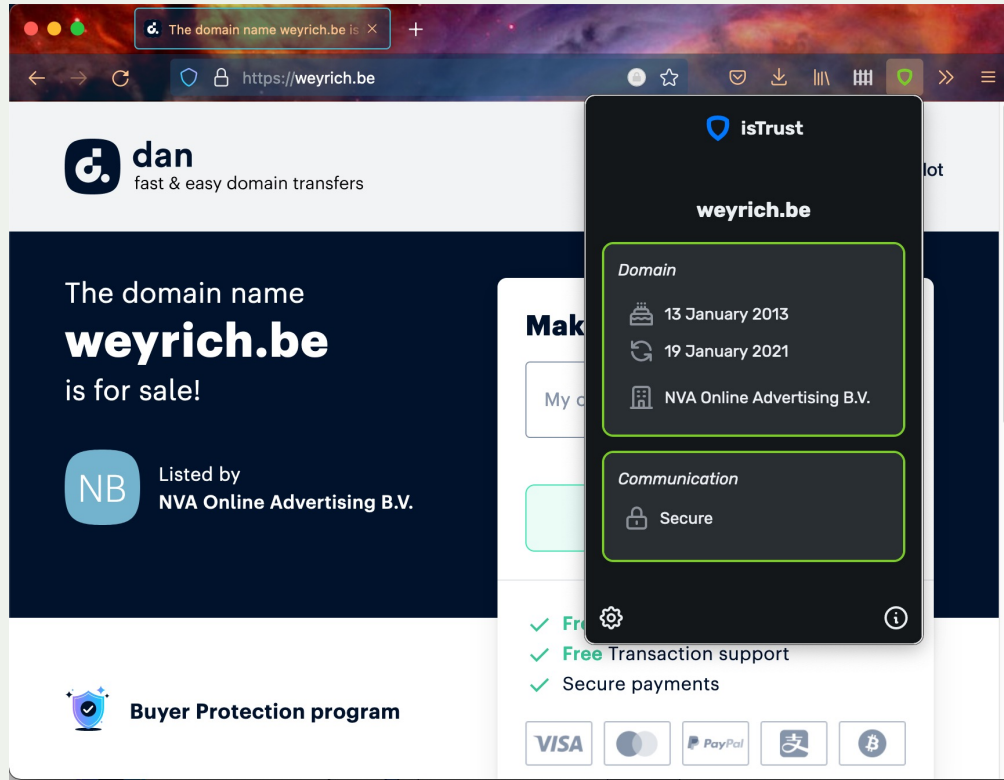 The domain name weyrich.be is
https://weyrich.be
dan
fast & easy domain transfers
lot
The domain name
weyrich.be
is for sale!
NB
Listed by
NVA Online Advertising B.V.
Buyer Protection program
Mak
My o
isTrust
weyrich.be
Domain
13 January 2013
19 January 2021
NVA Online Advertising B.V.
Communication
Secure
Free Transaction support
Secure payments
VISA
PayPal
支